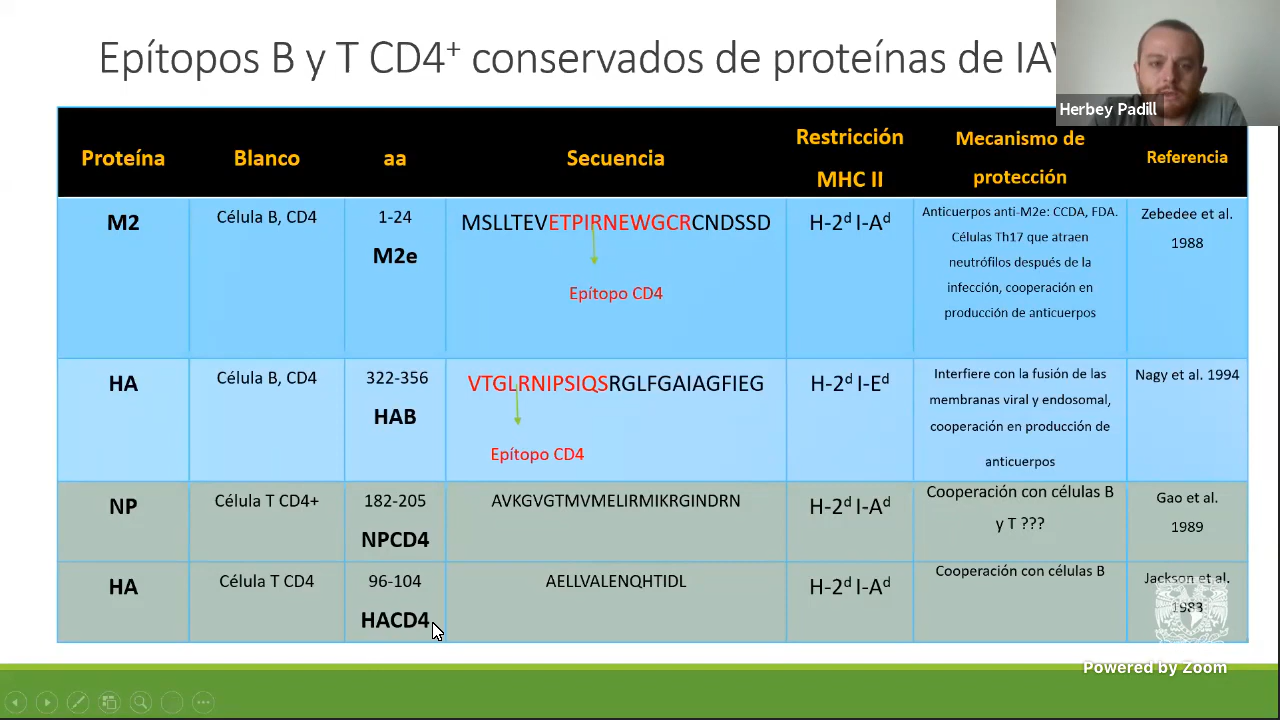 Epítopos B y T CD4+ conservados de proteínas de IAV
Herbey Padill
Proteína
Blanco
aa
Secuencia
Restricción
MHC II
Mecanismo de
protección
Referencia
M2
Célula B, CD4
1-24
M2e
MSLLTEVETPIRNEWGCRCNDSSD
Epítopo CD4
H-2d I-Ad
Anticuerpos anti-M2e: CCDA, FDA.
Células Th17 que atraen
neutrófilos después de la
infección, cooperación en
producción de anticuerpos
Zebedee et al.
1988
HA
Célula B, CD4
322-356
HAB
VTGLRNIPSIQSRGLFGAIAGFIEG
Epítopo CD4
H-2d I-Ed
Interfiere con la fusión de las
membranas viral y endosomal,
cooperación en producción de
anticuerpos
Nagy et al. 1994
NP
Célula T CD4+
182-205
NPCD4
AVKGVGTMVMELIRMIKRGINDRN
H-2d I-Ad
Cooperación con células B
y T ???
Gao et al.
1989
HA
Célula T CD4
96-104
HACD4
AELLVALENQHTIDL
H-2d I-Ad
Cooperación con células B
Jackson et al.
1983
Powered by Zoom